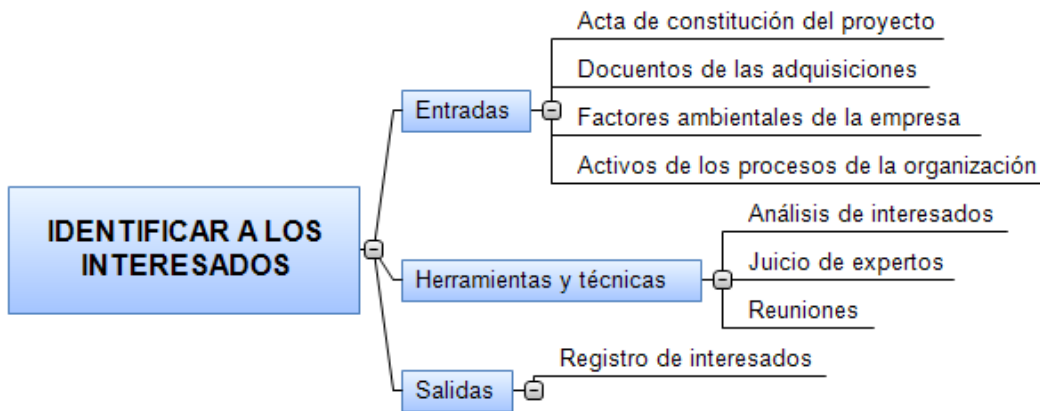 IDENTIFICAR A LOS
INTERESADOS
Entradas
Acta de constitución del proyecto
Docuentos de las adquisiciones
Factores ambientales de la empresa
Activos de los procesos de la organización
Herramientas y técnicas
Análisis de interesados
Juicio de expertos
Reuniones
Salidas
Registro de interesados